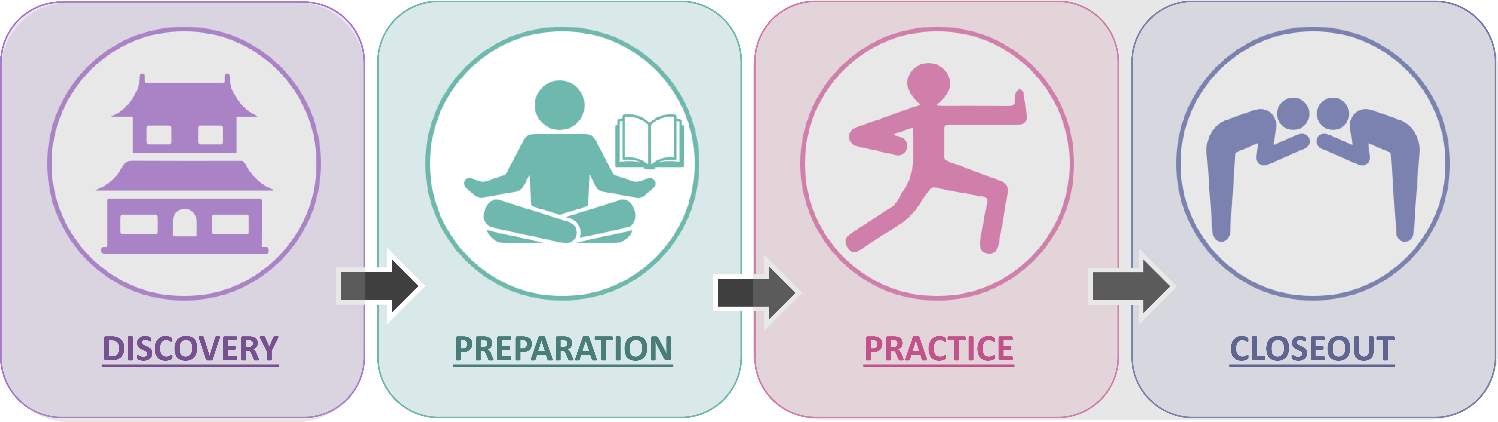 DISCOVERY
PREPARATION
PRACTICE
CLOSEOUT